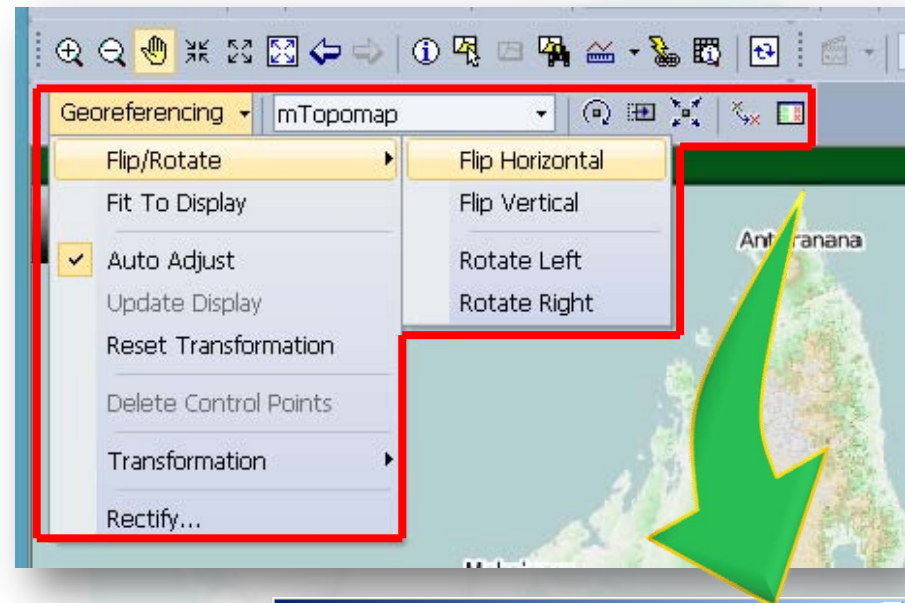 Georeferencing mTopomap
Flip/Rotate
Flip Horizontal
Fit To Display
Flip Vertical
Auto Adjust
Rotate Left
Update Display
Rotate Right
Reset Transformation
Delete Control Points
Transformation
Rectify...